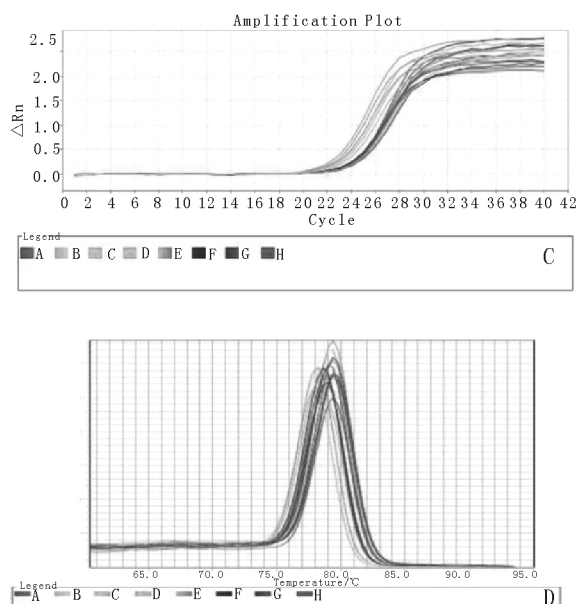 Amplification Plot
2.5
2.0
1.5
1.0
0.5
0.0
△Rn
0 2 4 6 8 10 12 14 16 18 20 22 24 26 28 30 32 34 36 38 40 42
Cycle
Legend
A B C D E F G H
C
65.0 70.0 75.0 80.0 85.0 90.0 95.0
Temperature/℃
Legend
A B C D E F G H
D